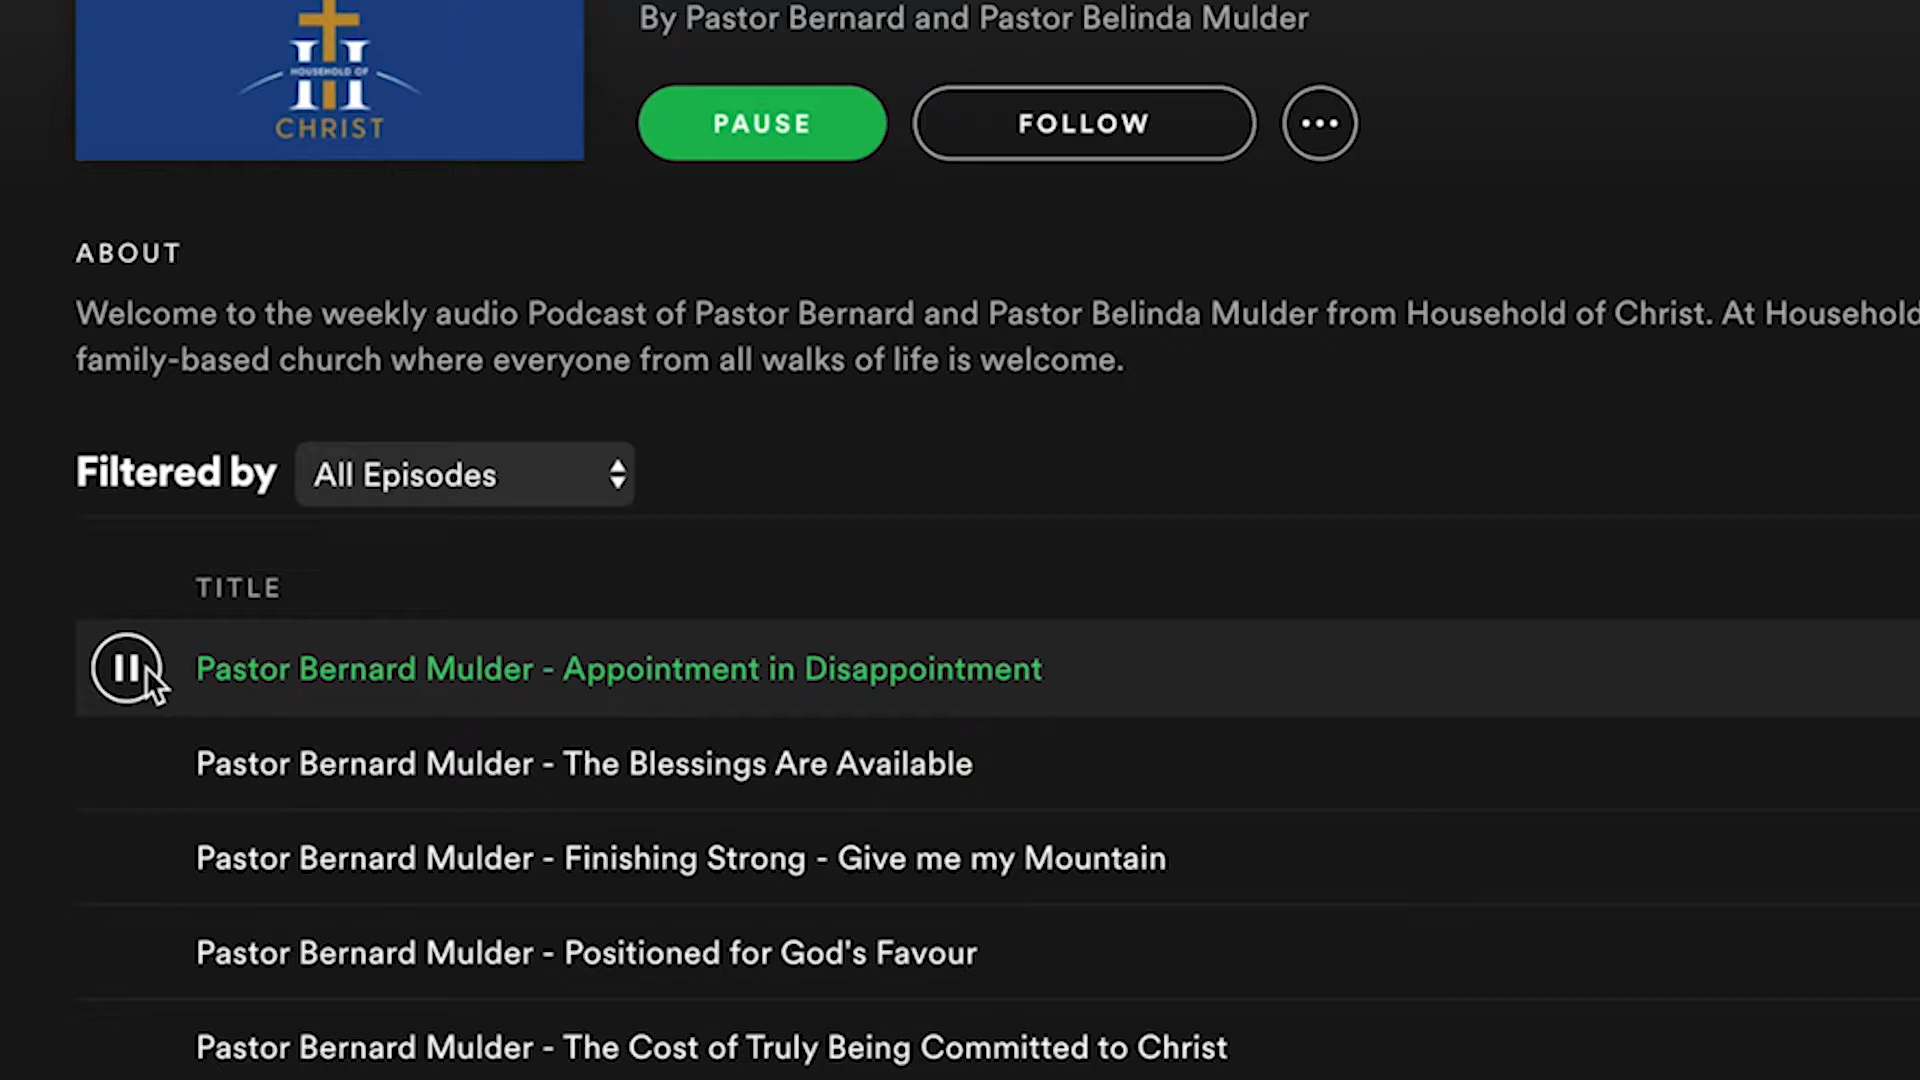 By Pastor Bernard and Pastor Belinda Mulder
HOUSEHOLD OF
CHRIST
PAUSE
FOLLOW
ABOUT
Welcome to the weekly audio Podcast of Pastor Bernard and Pastor Belinda Mulder from Household of Christ. At Household
family-based church where everyone from all walks of life is welcome.
Filtered by All Episodes
TITLE
Pastor Bernard Mulder - Appointment in Disappointment
Pastor Bernard Mulder - The Blessings Are Available
Pastor Bernard Mulder - Finishing Strong - Give me my Mountain
Pastor Bernard Mulder - Positioned for God's Favour
Pastor Bernard Mulder - The Cost of Truly Being Committed to Christ